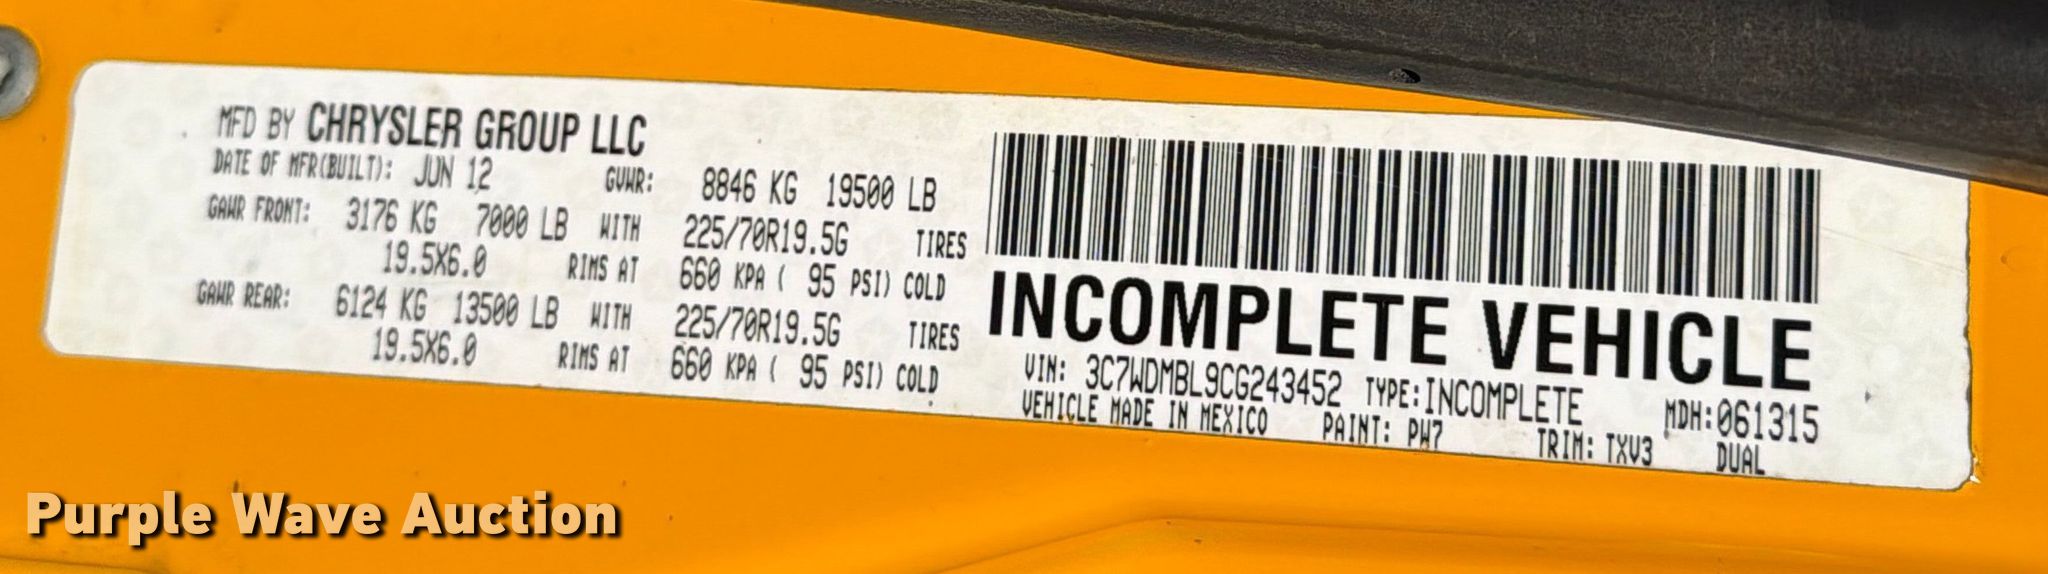 MFD BY CHRYSLER GROUP LLC
DATE OF MFR(BUILT): JUN 12 GVWR: 8846 KG 19500 LB
GAWR FRONT: 3176 KG 7000 LB WITH 225/70R19.5G TIRES
19.5X6.0 RIMS AT 660 KPA ( 95 PSI) COLD
GAWR REAR: 6124 KG 13500 LB WITH 225/70R19.5G TIRES
19.5X6.0 RIMS AT 660 KPA ( 95 PSI) COLD
INCOMPLETE VEHICLE
VIN: 3C7WDMBL9CG243452 TYPE:INCOMPLETE MDH:061315
VEHICLE MADE IN MEXICO PAINT: PW7 TRIM: TXV3 DUAL
Purple Wave Auction